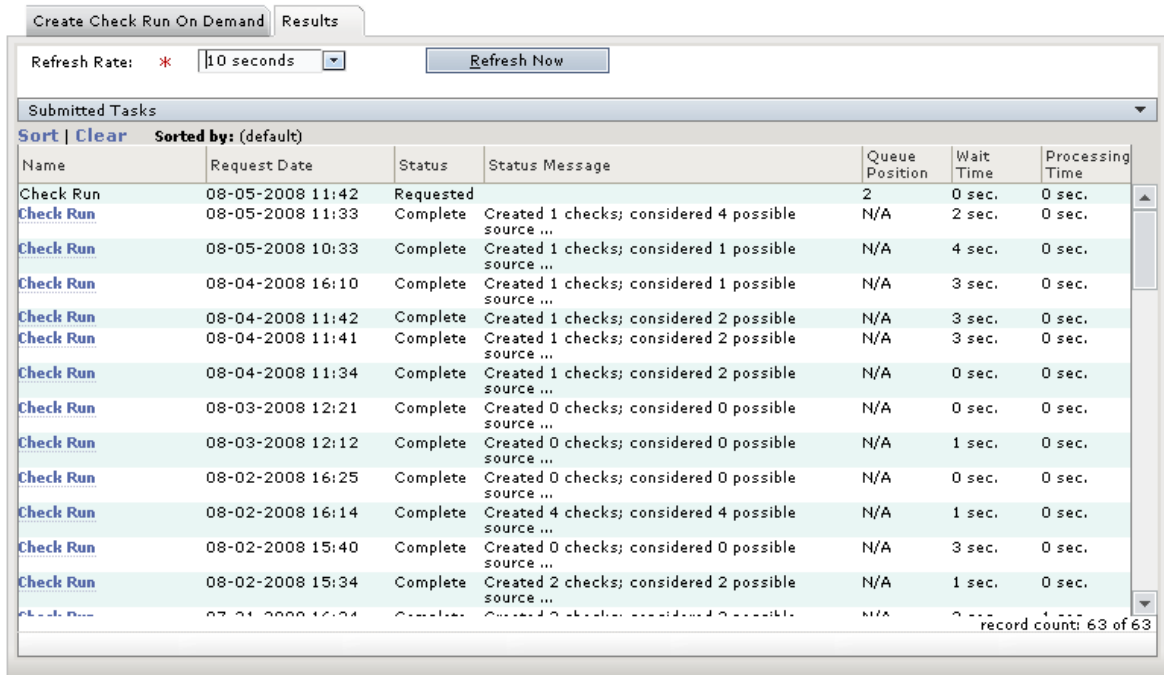 Create Check Run On Demand Results
Refresh Rate: * 10 seconds Refresh Now
Submitted Tasks
Sort | Clear Sorted by: (default)
Name Request Date Status Status Message Queue Position Wait Time Processing Time
Check Run 08-05-2008 11:42 Requested 2 0 sec. 0 sec.
Check Run 08-05-2008 11:33 Complete Created 1 checks; considered 4 possible N/A 2 sec. 0 sec.
source ...
Check Run 08-05-2008 10:33 Complete Created 1 checks; considered 1 possible N/A 4 sec. 0 sec.
source ...
Check Run 08-04-2008 16:10 Complete Created 1 checks; considered 1 possible N/A 3 sec. 0 sec.
source ...
Check Run 08-04-2008 11:42 Complete Created 1 checks; considered 2 possible N/A 3 sec. 0 sec.
Check Run 08-04-2008 11:41 Complete Created 1 checks; considered 2 possible N/A 3 sec. 0 sec.
source ...
Check Run 08-04-2008 11:34 Complete Created 1 checks; considered 2 possible N/A 0 sec. 0 sec.
source ...
Check Run 08-03-2008 12:21 Complete Created 0 checks; considered 0 possible N/A 0 sec. 0 sec.
source ...
Check Run 08-03-2008 12:12 Complete Created 0 checks; considered 0 possible N/A 1 sec. 0 sec.
source ...
Check Run 08-02-2008 16:25 Complete Created 0 checks; considered 0 possible N/A 0 sec. 0 sec.
source ...
Check Run 08-02-2008 16:14 Complete Created 4 checks; considered 4 possible N/A 1 sec. 0 sec.
source ...
Check Run 08-02-2008 15:40 Complete Created 0 checks; considered 0 possible N/A 3 sec. 0 sec.
source ...
Check Run 08-02-2008 15:34 Complete Created 2 checks; considered 2 possible N/A 1 sec. 0 sec.
source ...
record count: 63 of 63